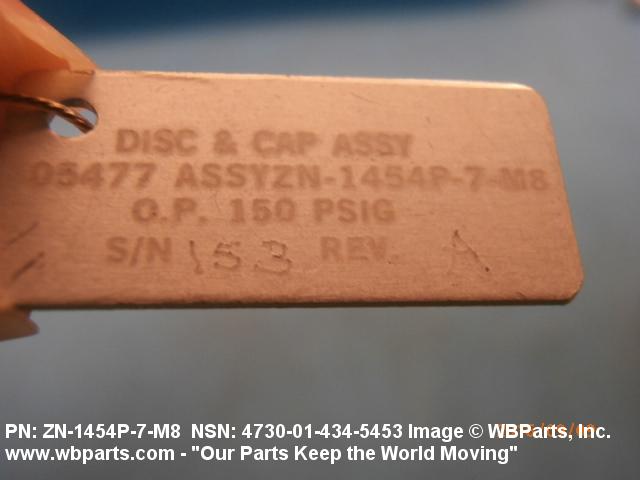 DISC & CAP ASSY
05477 ASSYZN-1454P-7-M8
O.P. 150 PSIG
S/N 153 REV. A
PN: ZN-1454P-7-M8 NSN: 4730-01-434-5453 Image © WBParts, Inc.
www.wbparts.com - "Our Parts Keep the World Moving"